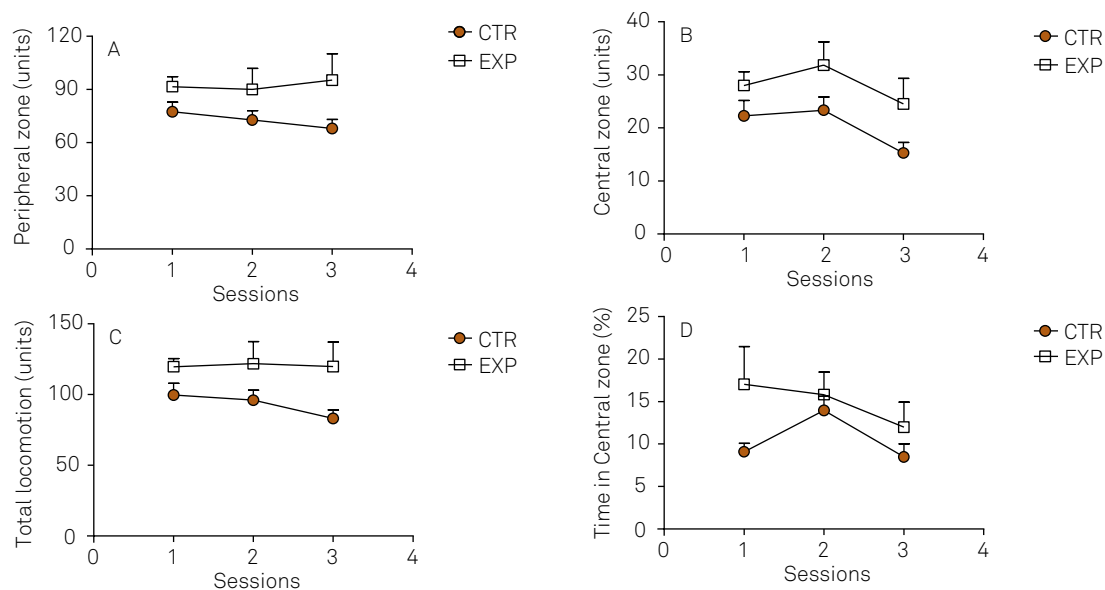 A
Peripheral zone (units)
120
90
60
30
0
0 1 2 3 4
Sessions
CTR
EXP
B
Central zone (units)
40
30
20
10
0
0 1 2 3 4
Sessions
CTR
EXP
C
Total locomotion (units)
150
100
50
0
0 1 2 3 4
Sessions
CTR
EXP
D
Time in Central zone (%)
25
20
15
10
5
0
0 1 2 3 4
Sessions
CTR
EXP